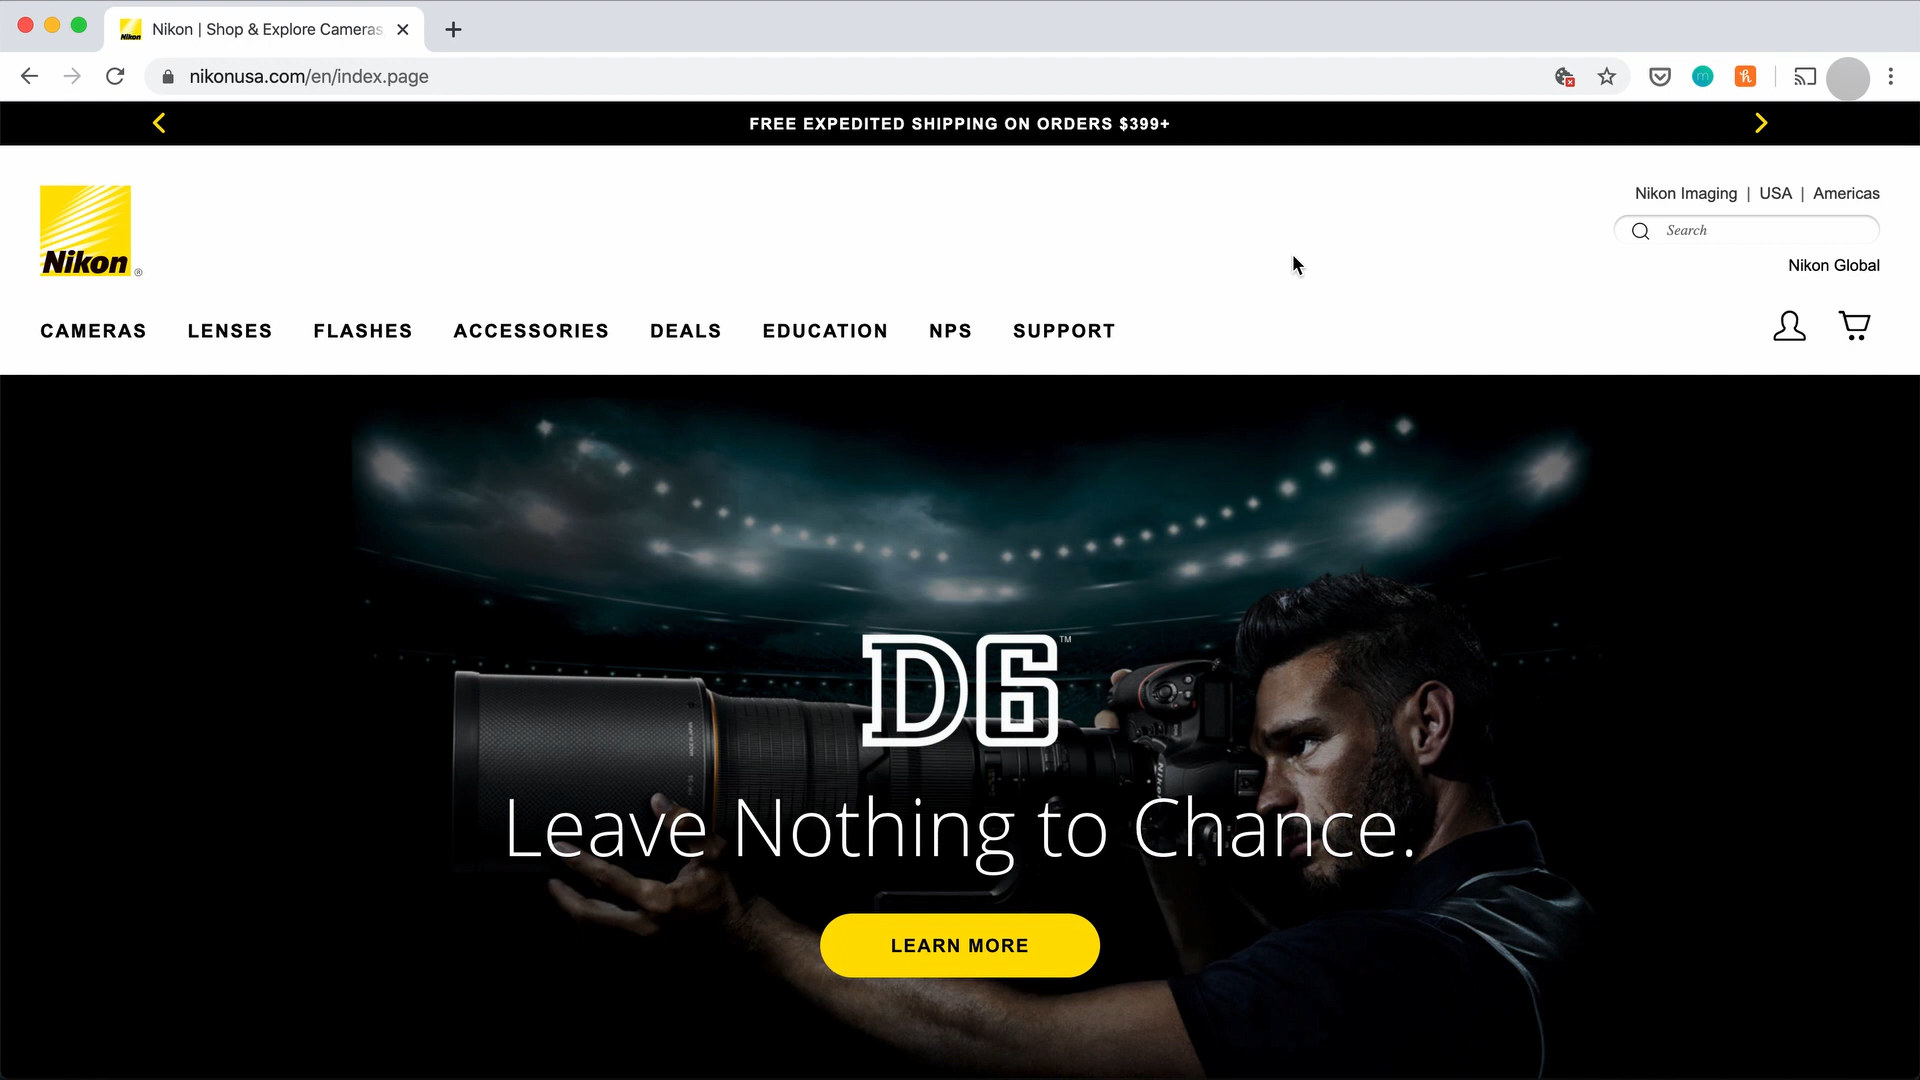 Nikon | Shop & Explore Cameras
nikonusa.com/en/index.page
FREE EXPEDITED SHIPPING ON ORDERS $399+
Nikon Imaging | USA | Americas
Search
Nikon Global
Nikon ®
CAMERAS LENSES FLASHES ACCESSORIES DEALS EDUCATION NPS SUPPORT
D6™
Leave Nothing to Chance.
LEARN MORE